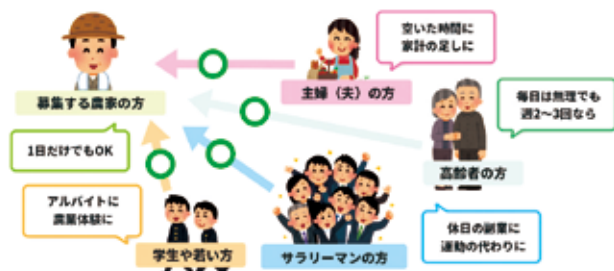 空いた時間に
家計の足しに
主婦（夫）の方
募集する農家の方
毎日は無理でも
週2～3回なら
1日だけでもOK
高齢者の方
アルバイトに
農業体験に
休日の副業に
運動の代わりに
学生や若い方
サラリーマンの方